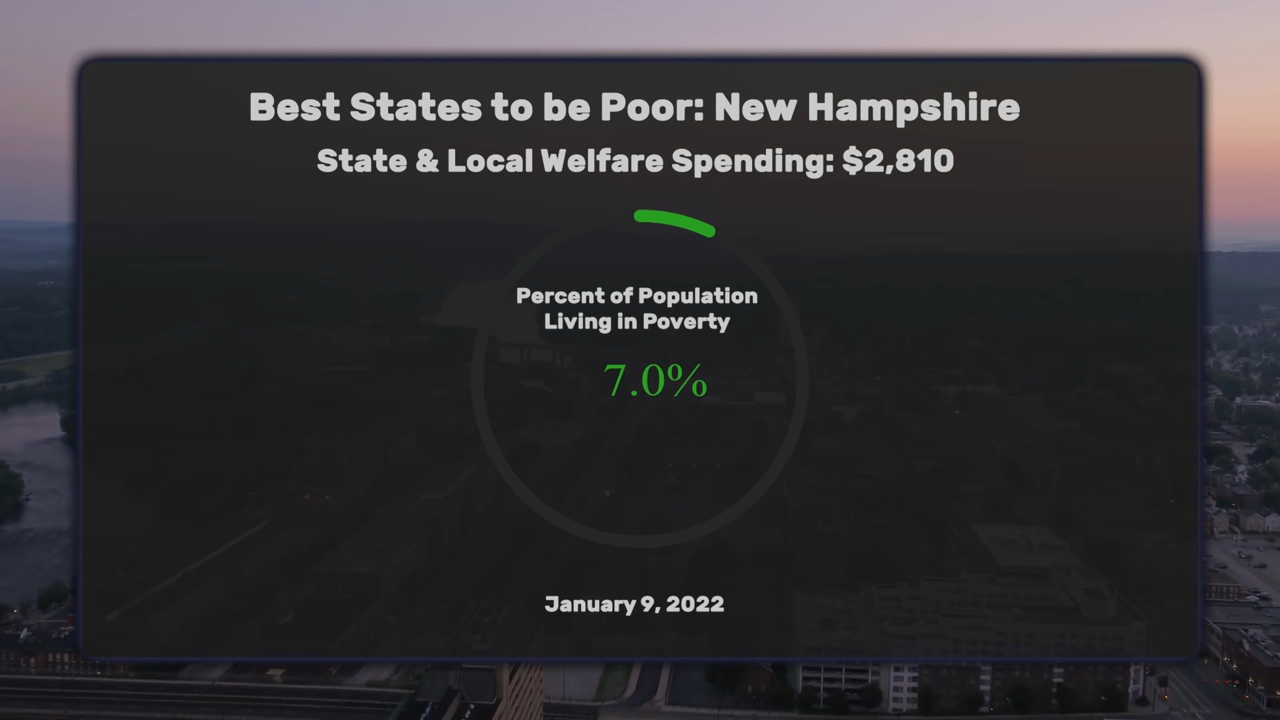 Best States to be Poor: New Hampshire
State & Local Welfare Spending: $2,810
Percent of Population
Living in Poverty
7.0%
January 9, 2022